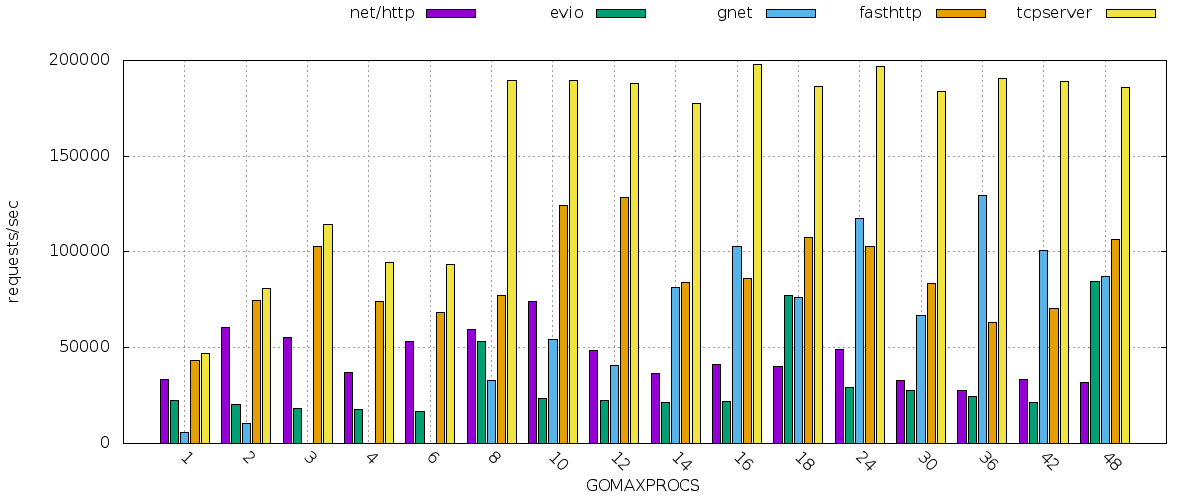 net/http evio gnet fasthttp tcpserver
200000
150000
100000
50000
0
requests/sec
1 2 3 4 6 8 10 12 14 16 18 24 30 36 42 48
GOMAXPROCS